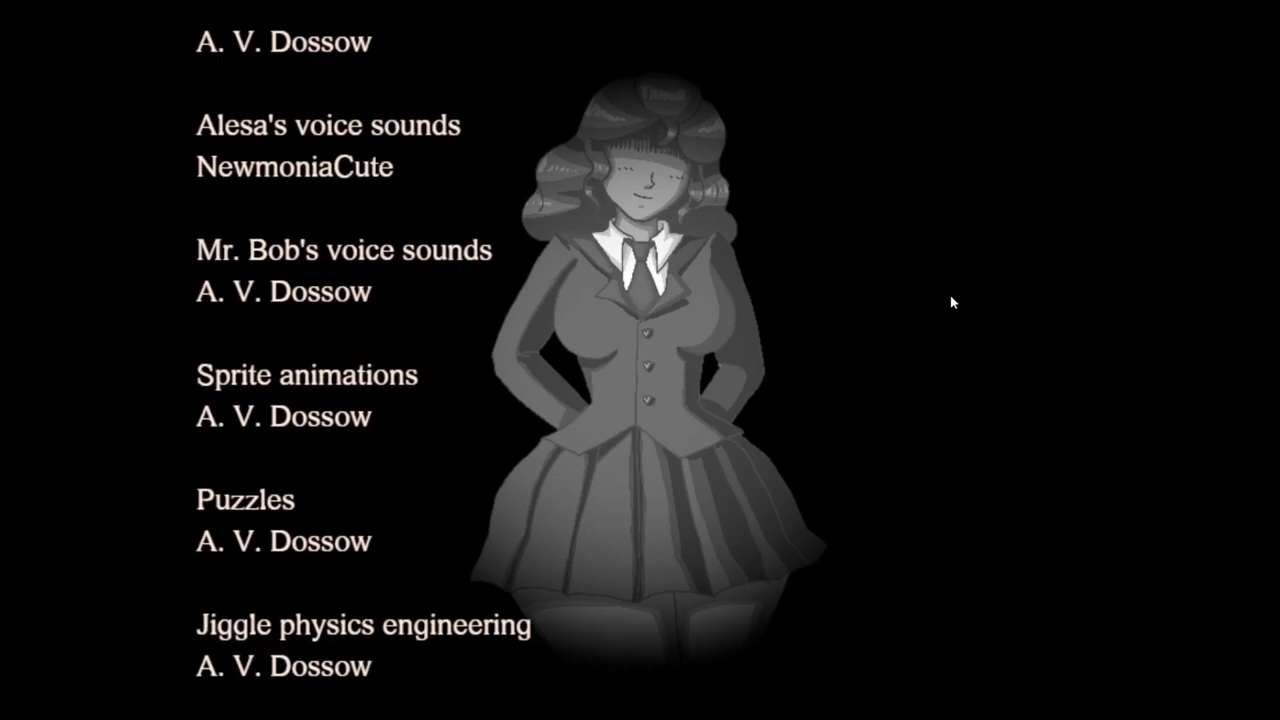 A. V. Dossow
Alesa's voice sounds
NewmoniaCute
Mr. Bob's voice sounds
A. V. Dossow
Sprite animations
A. V. Dossow
Puzzles
A. V. Dossow
Jiggle physics engineering
A. V. Dossow